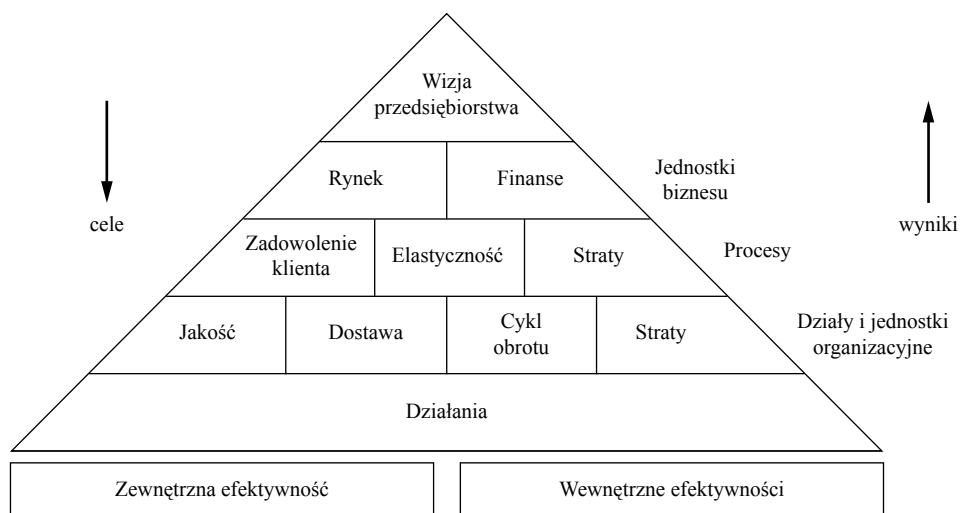 Wizja
przedsiębiorstwa
Rynek
Finanse
Jednostki
biznesu
cele
wyniki
Zadowolenie
klienta
Elastyczność
Straty
Procesy
Jakość
Dostawa
Cykl
obrotu
Straty
Działy i jednostki
organizacyjne
Działania
Zewnętrzna efektywność
Wewnętrzne efektywności